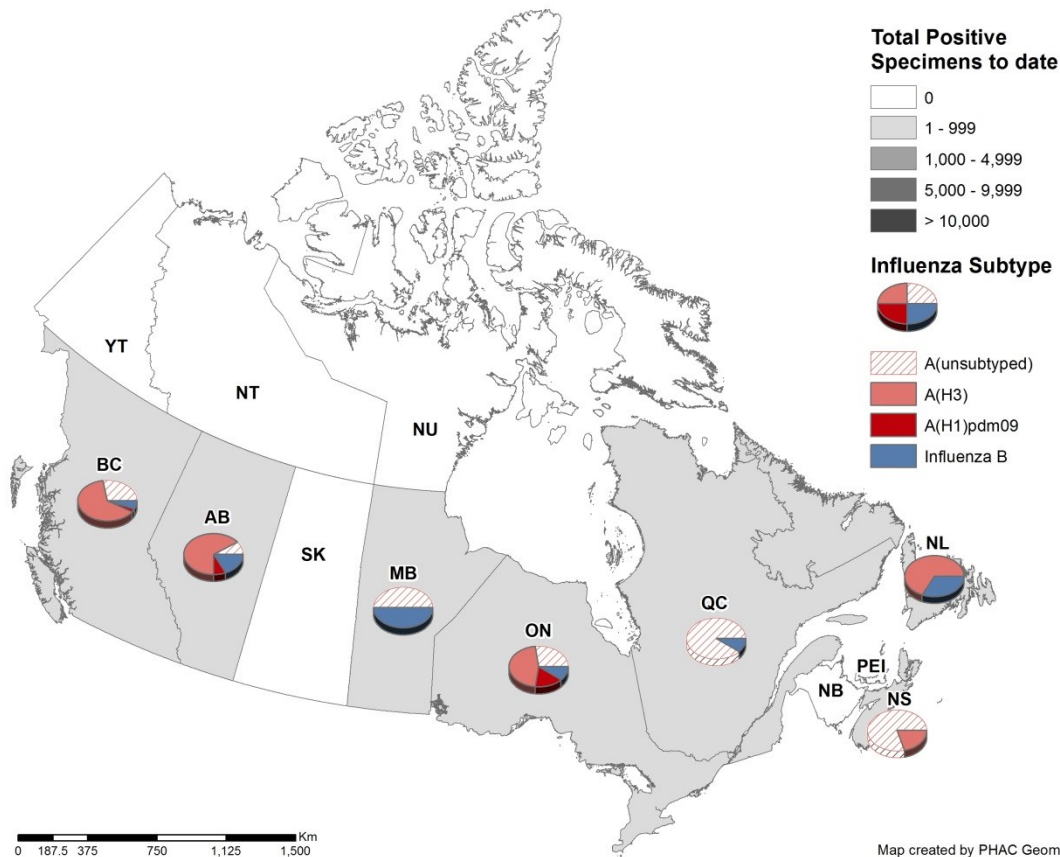 Total Positive
Specimens to date
0
1 - 999
1,000 - 4,999
5,000 - 9,999
> 10,000
Influenza Subtype
A(unsubtyped)
A(H3)
A(H1)pdm09
Influenza B
YT
NT
NU
BC
AB
SK
MB
ON
QC
NL
PEI
NB
NS
Km
0 187.5 375 750 1,125 1,500
Map created by PHAC Geom